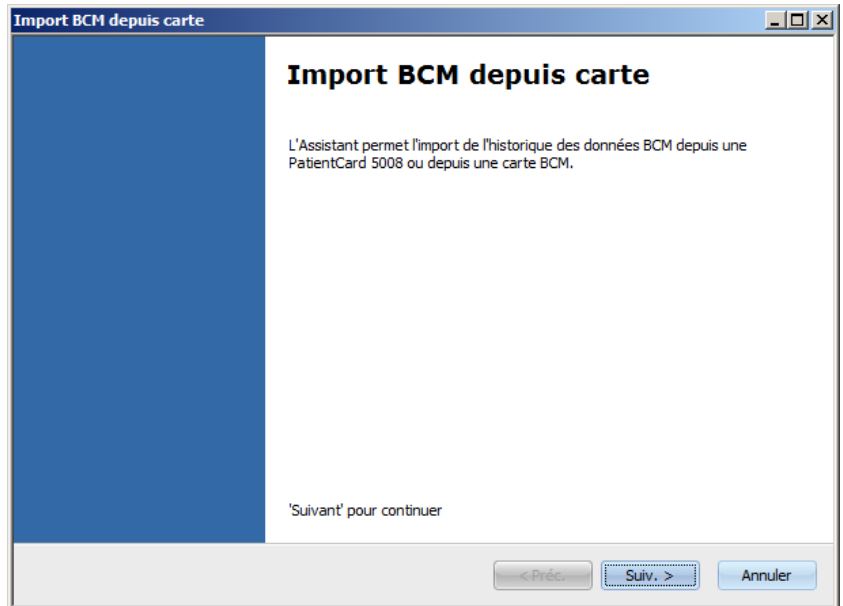 Import BCM depuis carte
Import BCM depuis carte
L'Assistant permet l'import de l'historique des données BCM depuis une
PatientCard 5008 ou depuis une carte BCM.
'Suivant' pour continuer
< Préc. Suiv. > Annuler